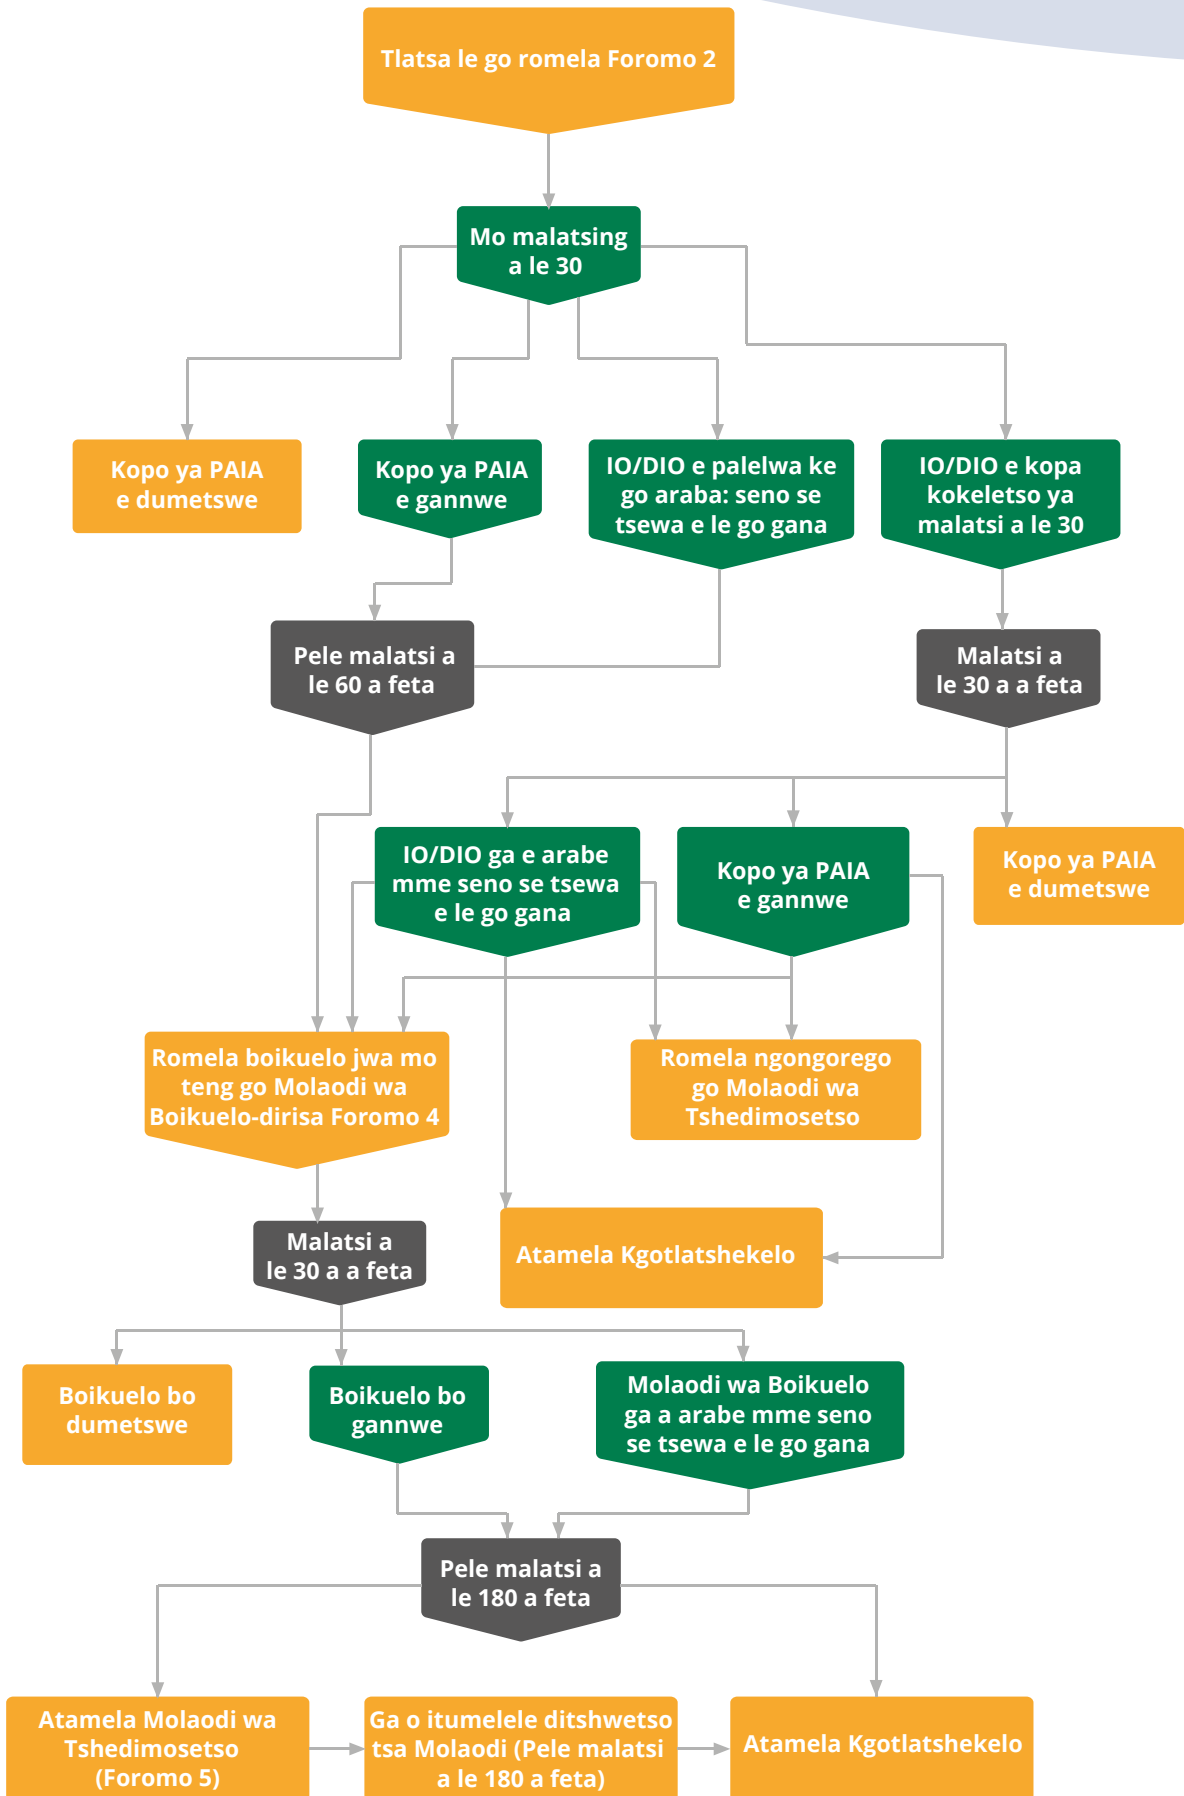 Tlatsa le go romela Foromo 2
Mo malatsing
a le 30
Kopo ya PAIA
e dumetswe
Kopo ya PAIA
e gannwe
IO/DIO e palelwa ke
go araba: seno se
tsewa e le go gana
IO/DIO e kopa
kokeletso ya
malatsi a le 30
Pele malatsi a
le 60 a feta
Malatsi a
le 30 a a feta
IO/DIO ga e arabe
mme seno se tsewa
e le go gana
Kopo ya PAIA
e gannwe
Kopo ya PAIA
e dumetswe
Romela boikuelo jwa mo
teng go Molaodi wa
Boikuelo-dirisa Foromo 4
Romela ngongorego
go Molaodi wa
Tshedimosetso
Atamela Kgotlatshekelo
Malatsi a
le 30 a a feta
Boikuelo bo
dumetswe
Boikuelo bo
gannwe
Molaodi wa Boikuelo
ga a arabe mme seno
se tsewa e le go gana
Pele malatsi a
le 180 a feta
Atamela Molaodi wa
Tshedimosetso
(Foromo 5)
Ga o itumelele ditshwetso
tsa Molaodi (Pele malatsi
a le 180 a feta)
Atamela Kgotlatshekelo